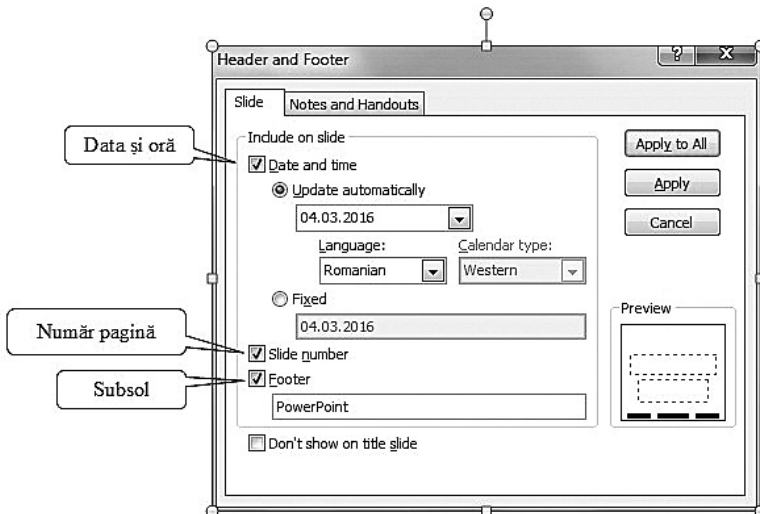 Header and Footer
? X
Slide Notes and Handouts
Data și oră
Include on slide
Date and time
Update automatically
04.03.2016
Language: Calendar type:
Romanian Western
Fixed
04.03.2016
Număr pagină
Slide number
Subsol
Footer
PowerPoint
Don't show on title slide
Apply to All
Apply
Cancel
Preview